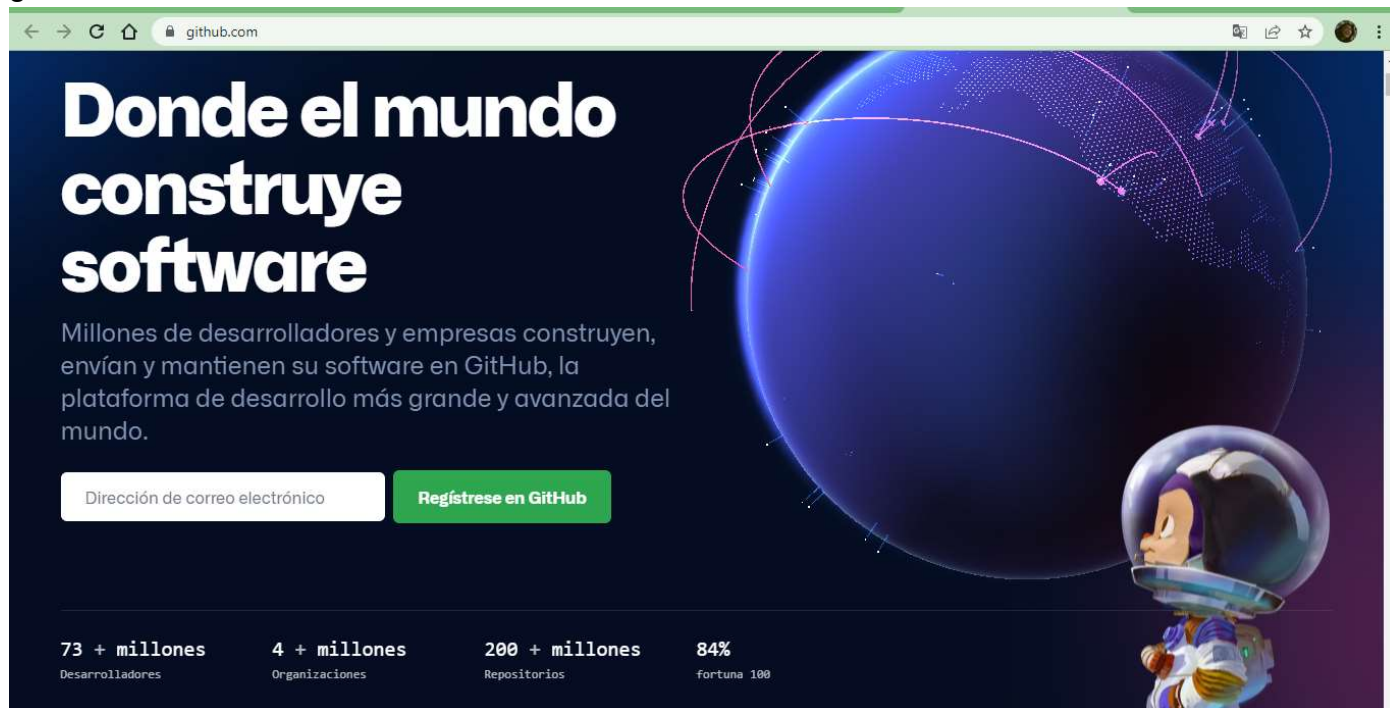 github.com
Donde el mundo
construye
software
Millones de desarrolladores y empresas construyen,
envían y mantienen su software en GitHub, la
plataforma de desarrollo más grande y avanzada del
mundo.
Dirección de correo electrónico
Regístrese en GitHub
73 + millones
Desarrolladores
4 + millones
Organizaciones
200 + millones
Repositorios
84%
fortuna 100